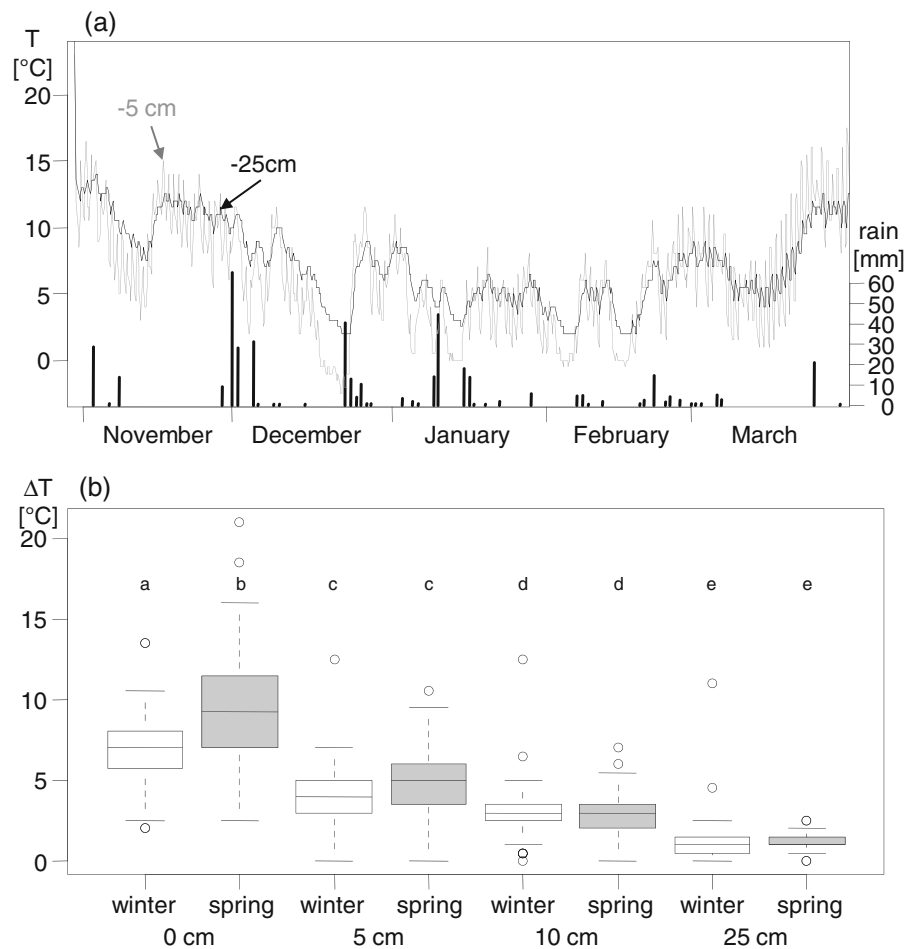 (a)
T
[°C]
20
15
10
5
0
-5 cm
-25cm
rain
[mm]
60
50
40
30
20
10
0
November December January February March
(b)
ΔT
[°C]
20
15
10
5
0
a b c c d d e e
winter spring winter spring winter spring winter spring
0 cm 5 cm 10 cm 25 cm